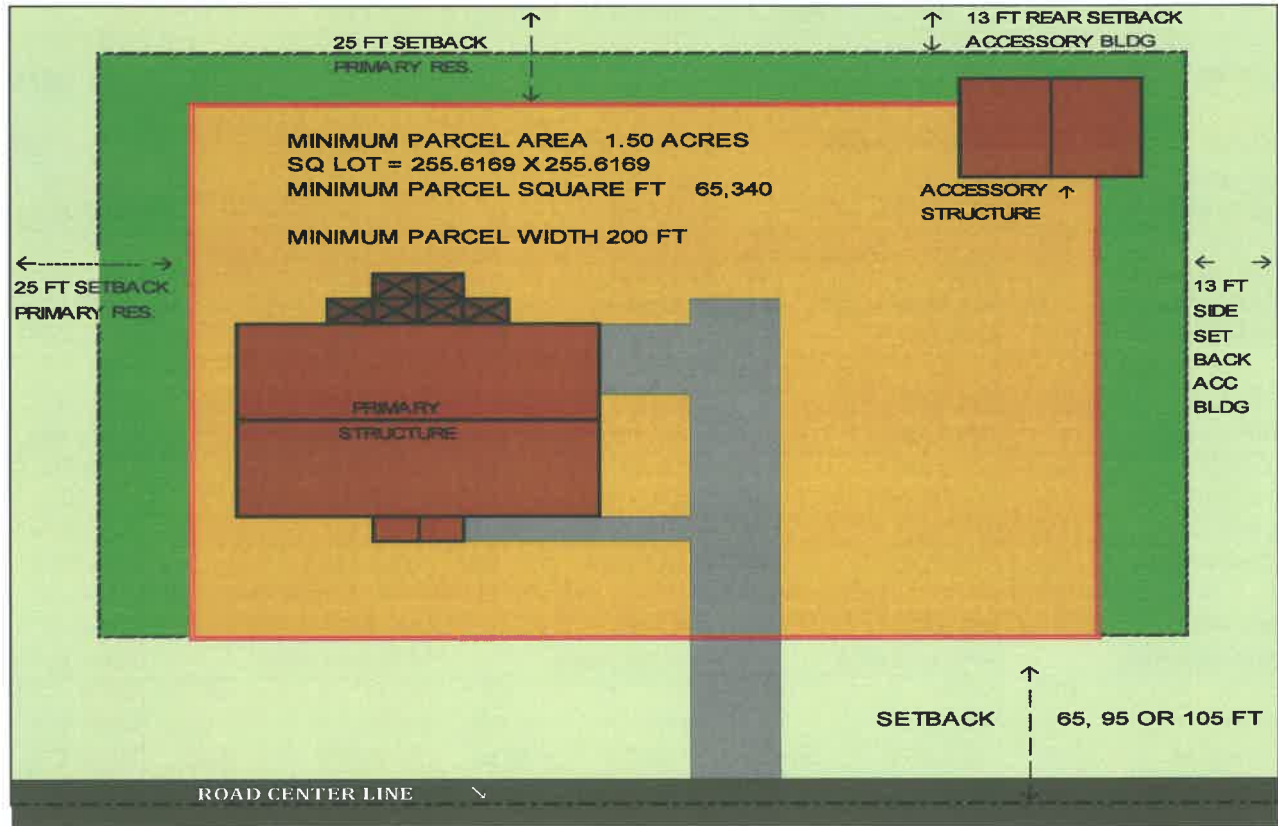 25 FT SETBACK
PRIMARY RES.
13 FT REAR SETBACK
ACCESSORY BLDG
MINIMUM PARCEL AREA 1.50 ACRES
SQ LOT = 255.6169 X 255.6169
MINIMUM PARCEL SQUARE FT 65,340
MINIMUM PARCEL WIDTH 200 FT
ACCESSORY
STRUCTURE
25 FT SETBACK
PRIMARY RES.
13 FT
SIDE
SET
BACK
ACC
BLDG
PRIMARY
STRUCTURE
SETBACK 65, 95 OR 105 FT
ROAD CENTER LINE